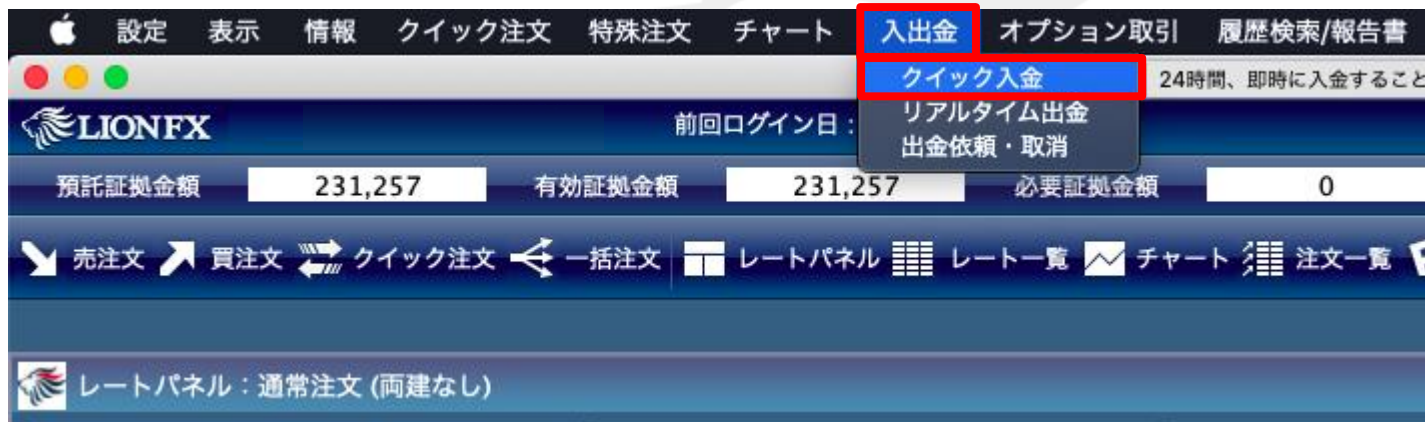 設定 表示 情報 クイック注文 特殊注文 チャート 入出金 オプション取引 履歴検索/報告書
クイック入金 24時間、即時に入金すること
リアルタイム出金
LIONFX 前回ログイン日:
出金依頼・取消
預託証拠金額 231,257 有効証拠金額 231,257 必要証拠金額 0
売注文 買注文 クイック注文 一括注文 レートパネル レート一覧 チャート 注文一覧
レートパネル:通常注文 (両建なし)